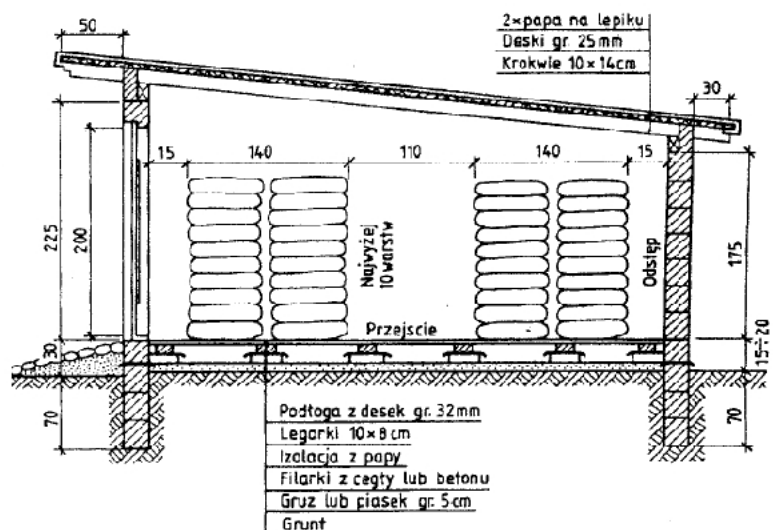 50
2×papa na lepiku
Deski gr. 25mm
Krokwie 10×14cm
30
15
140
110
140
15
225
200
Najwyżej
10 warstw
Odstęp
175
Przejście
30
15÷20
70
70
Podłoga z desek gr. 32mm
Legarki 10×8cm
Izolacja z papy
Filarki z cegły lub betonu
Gruz lub piasek gr. 5cm
Grunt